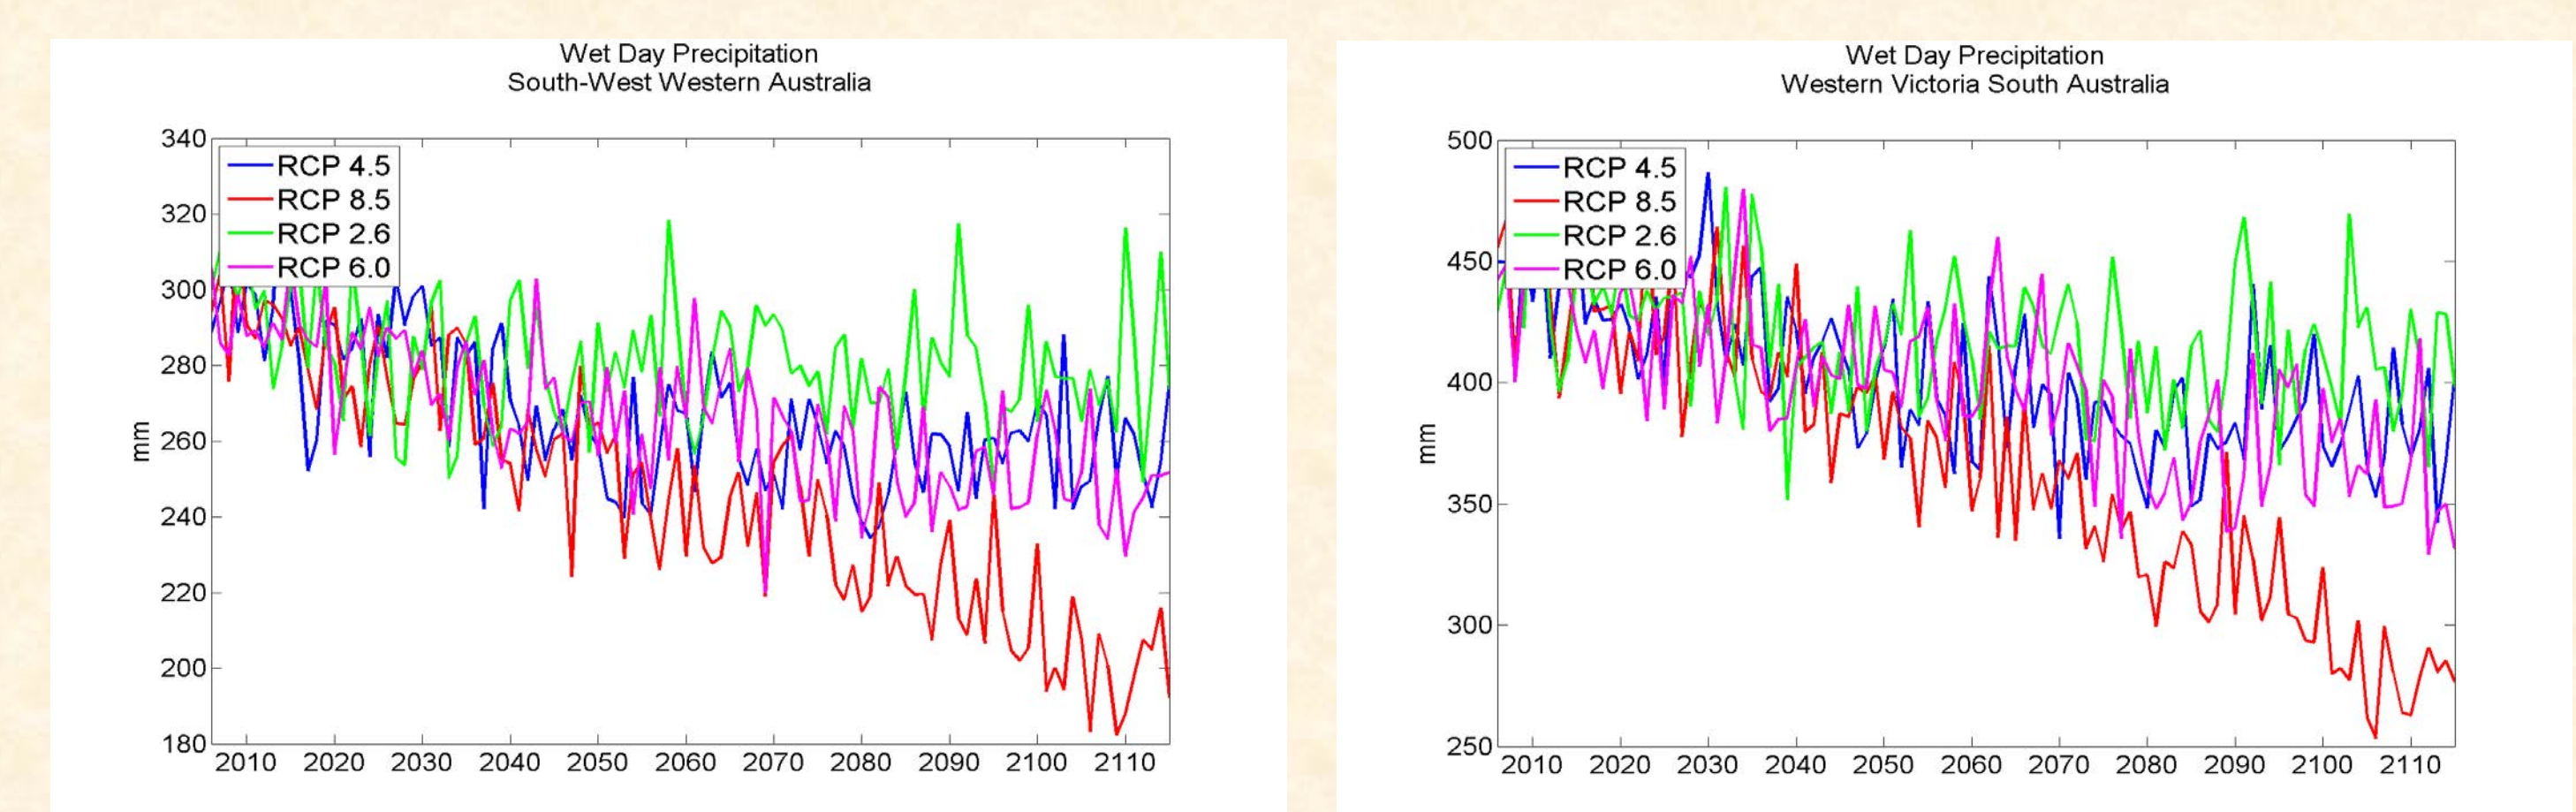 Wet Day Precipitation
South-West Western Australia
340
320
300
280
260
240
220
200
180
mm
RCP 4.5
RCP 8.5
RCP 2.6
RCP 6.0
2010 2020 2030 2040 2050 2060 2070 2080 2090 2100 2110
Wet Day Precipitation
Western Victoria South Australia
500
450
400
350
300
250
mm
RCP 4.5
RCP 8.5
RCP 2.6
RCP 6.0
2010 2020 2030 2040 2050 2060 2070 2080 2090 2100 2110